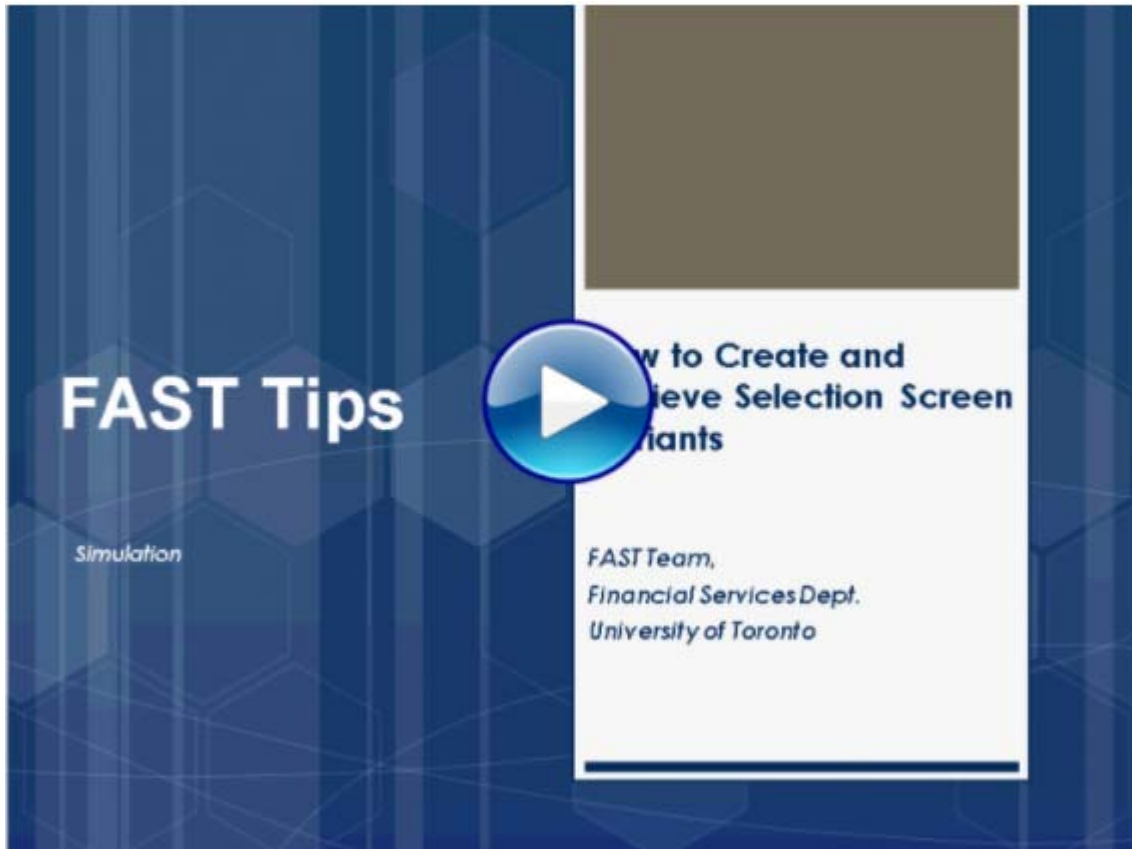 FAST Tips
Simulation
to Create and
Selection Screen
FAST Team,
Financial Services Dept.
University of Toronto